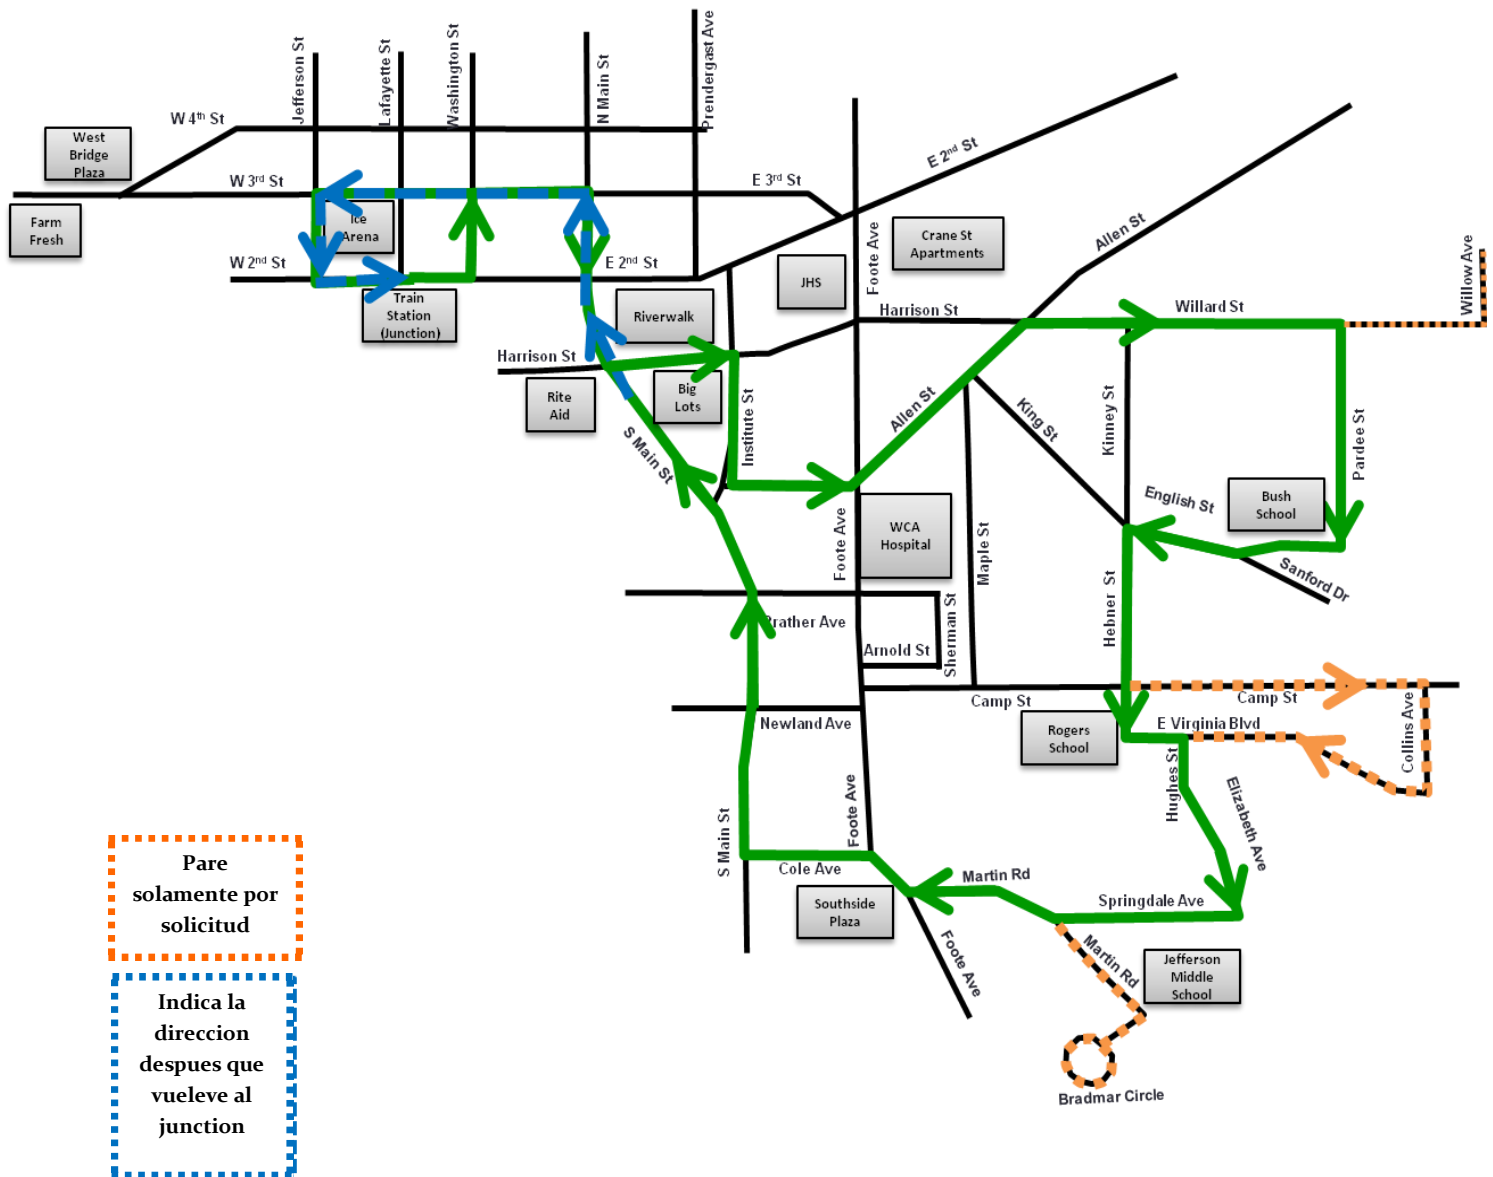 Jefferson St
Lafayette St
Washington St
N Main St
Prendergast Ave
W 4th St
West
Bridge
Plaza
W 3rd St
E 3rd St
E 2nd St
Farm
Fresh
Ice
Arena
Foote Ave
Crane St
Apartments
Allen St
Willow Ave
W 2nd St
E 2nd St
JHS
Train
Station
(Junction)
Riverwalk
Harrison St
Willard St
Harrison St
Rite
Aid
Big
Lots
Institute St
Allen St
King St
Kinney St
Pardee St
S Main St
English St
Bush
School
WCA
Hospital
Foote Ave
Maple St
Sanford Dr
Prather Ave
Sherman St
Hebner St
Arnold St
Camp St
Camp St
Newland Ave
Rogers
School
E Virginia Blvd
Collins Ave
Hughes St
Elizabeth Ave
Foote Ave
S Main St
Cole Ave
Martin Rd
Springdale Ave
Southside
Plaza
Foote Ave
Martin Rd
Jefferson
Middle
School
Bradmar Circle
Pare
solamente por
solicitud
Indica la
direccion
despues que
vueleve al
junction